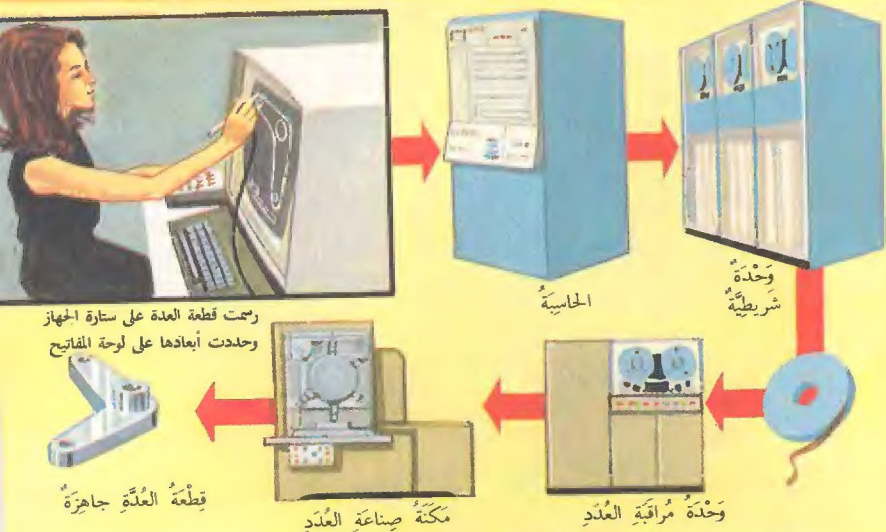 رسمت قطعة العدة على ستارة الجهاز
وحددت أبعادها على لوحة المفاتيح
الحاسِبَةُ
وَحْدَةٌ
شَرِيطِيَّةٌ
وَحْدَةُ مُراقَبَةِ العُدَدِ
مَكَنَةُ صِناعَةِ العُدَدِ
قِطْعَةُ العُدَّةِ جاهِزَةٌ